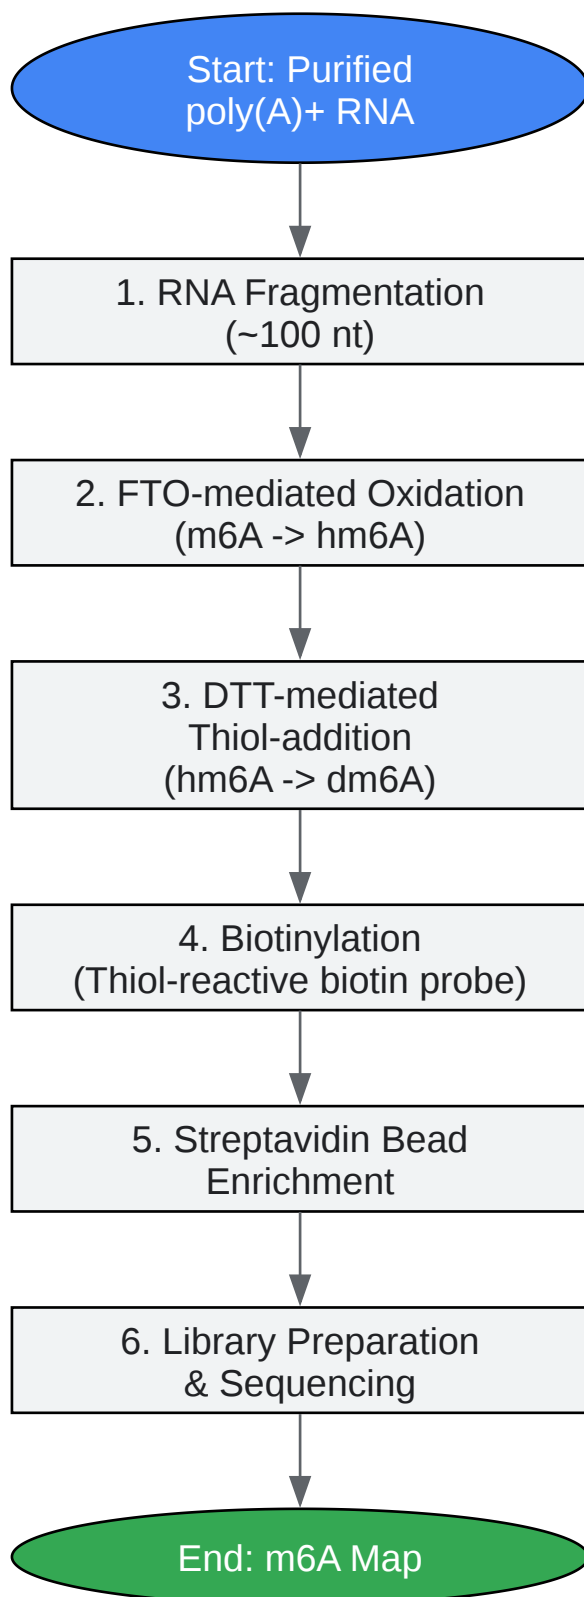 Start: Purified
poly(A)+ RNA
1. RNA Fragmentation
(~100 nt)
2. FTO-mediated Oxidation
(m6A -> hm6A)
3. DTT-mediated
Thiol-addition
(hm6A -> dm6A)
4. Biotinylation
(Thiol-reactive biotin probe)
5. Streptavidin Bead
Enrichment
6. Library Preparation
& Sequencing
End: m6A Map